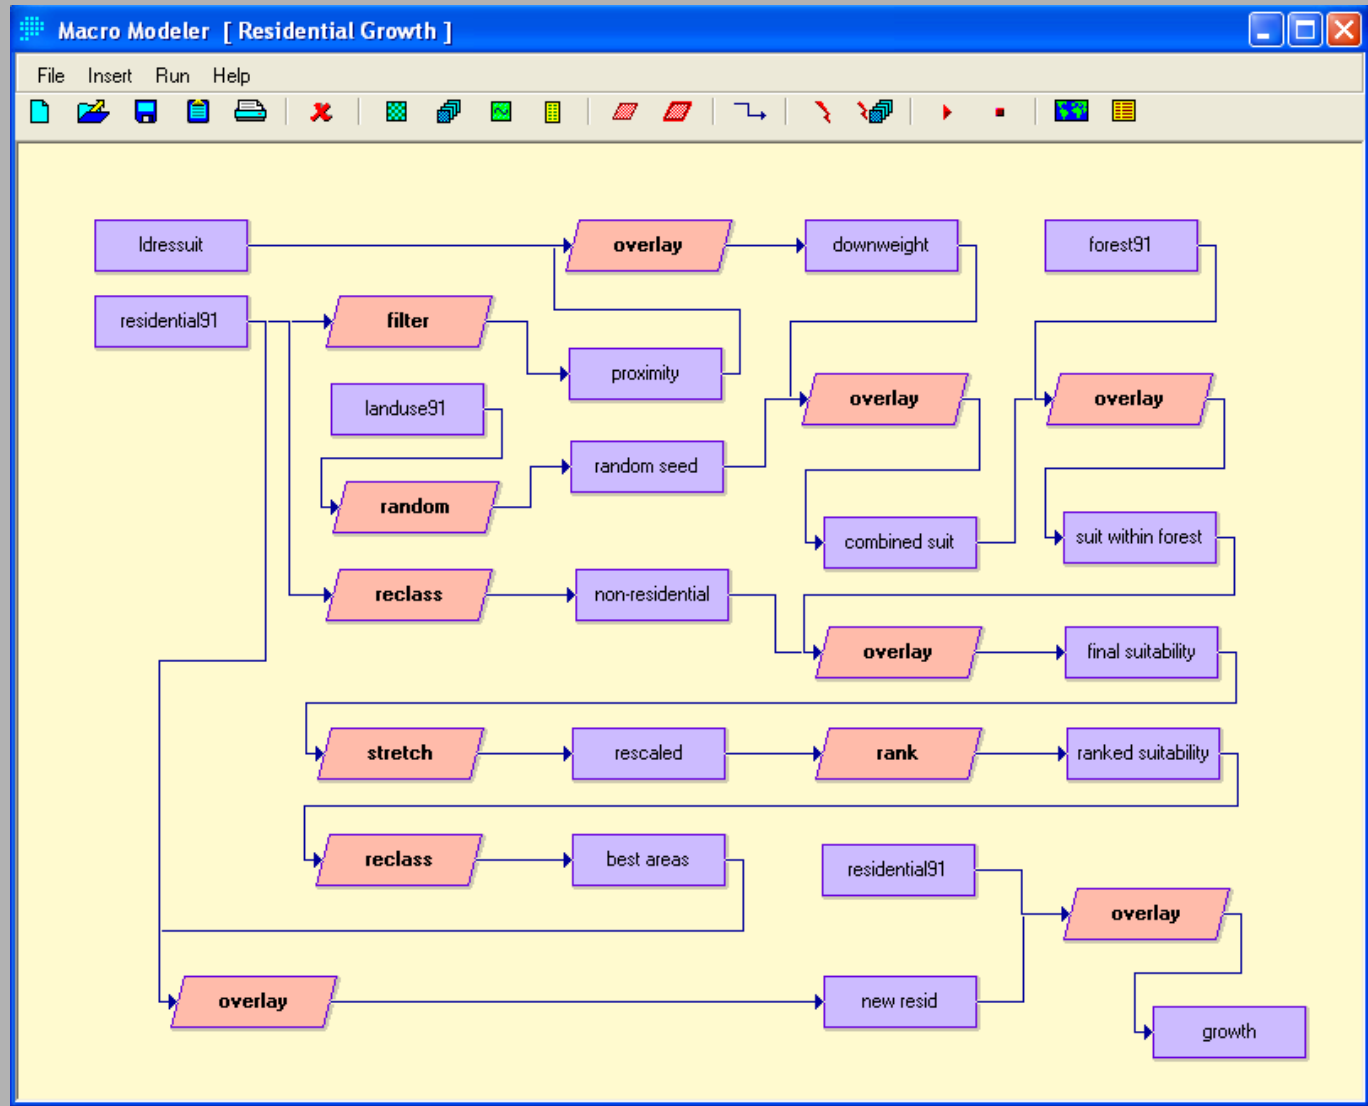 Macro Modeler [ Residential Growth ]
File Insert Run Help
ldressuit
overlay
downweight
forest91
residential91
filter
proximity
landuse91
overlay
overlay
random seed
random
combined suit
suit within forest
reclass
non-residential
overlay
final suitability
stretch
rescaled
rank
ranked suitability
reclass
best areas
residential91
overlay
overlay
new resid
growth